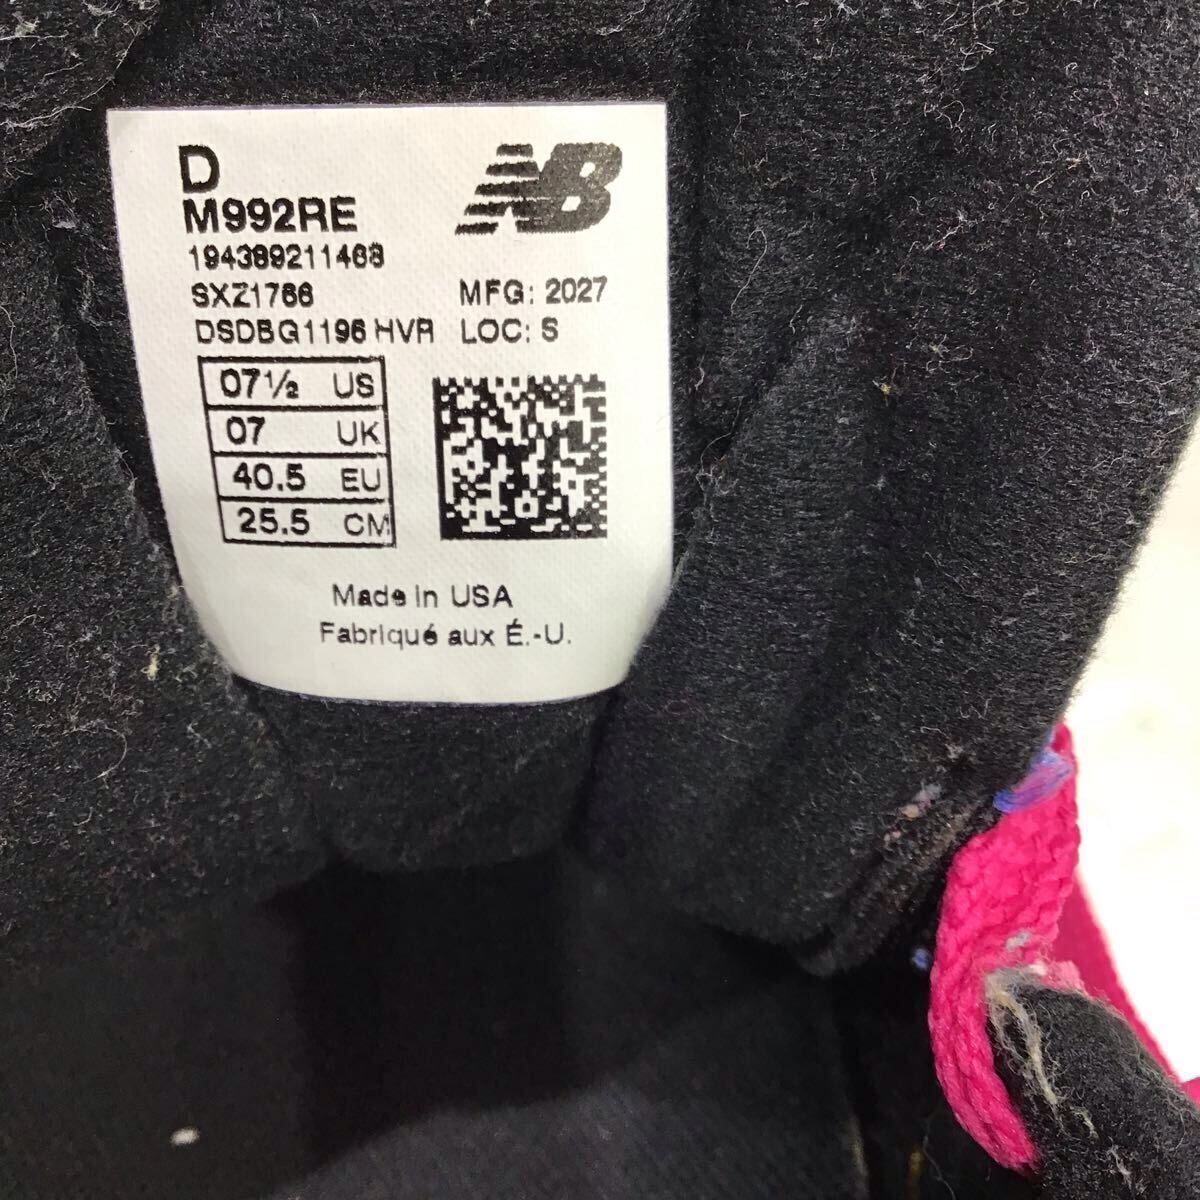 D
NB
M992RE
194389211468
SXZ1766 MFG: 2027
DSDBG1196 HVR LOC: S
07½ US
07 UK
40.5 EU
25.5 CM
Made in USA
Fabriqué aux É.-U.